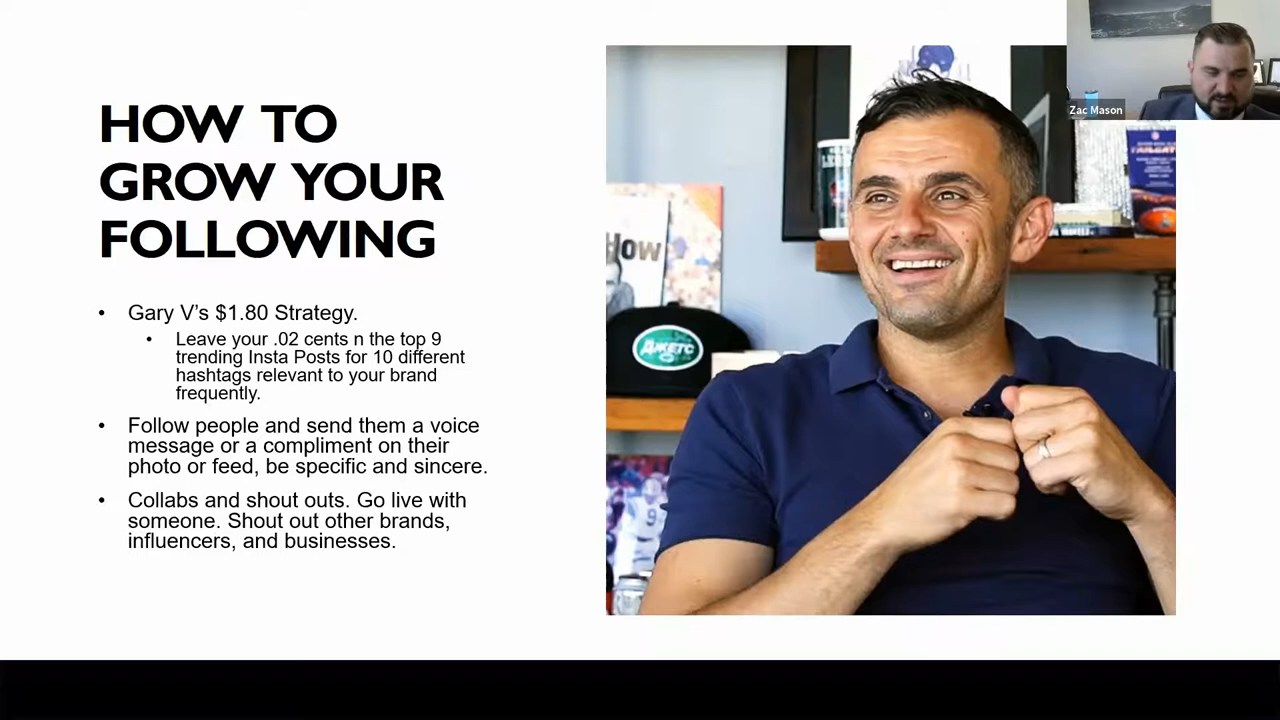 HOW TO
GROW YOUR
FOLLOWING
• Gary V's $1.80 Strategy.
• Leave your .02 cents n the top 9
trending Insta Posts for 10 different
hashtags relevant to your brand
frequently.
• Follow people and send them a voice
message or a compliment on their
photo or feed, be specific and sincere.
• Collabs and shout outs. Go live with
someone. Shout out other brands,
influencers, and businesses.
Zac Mason
How
ДЖЕТС